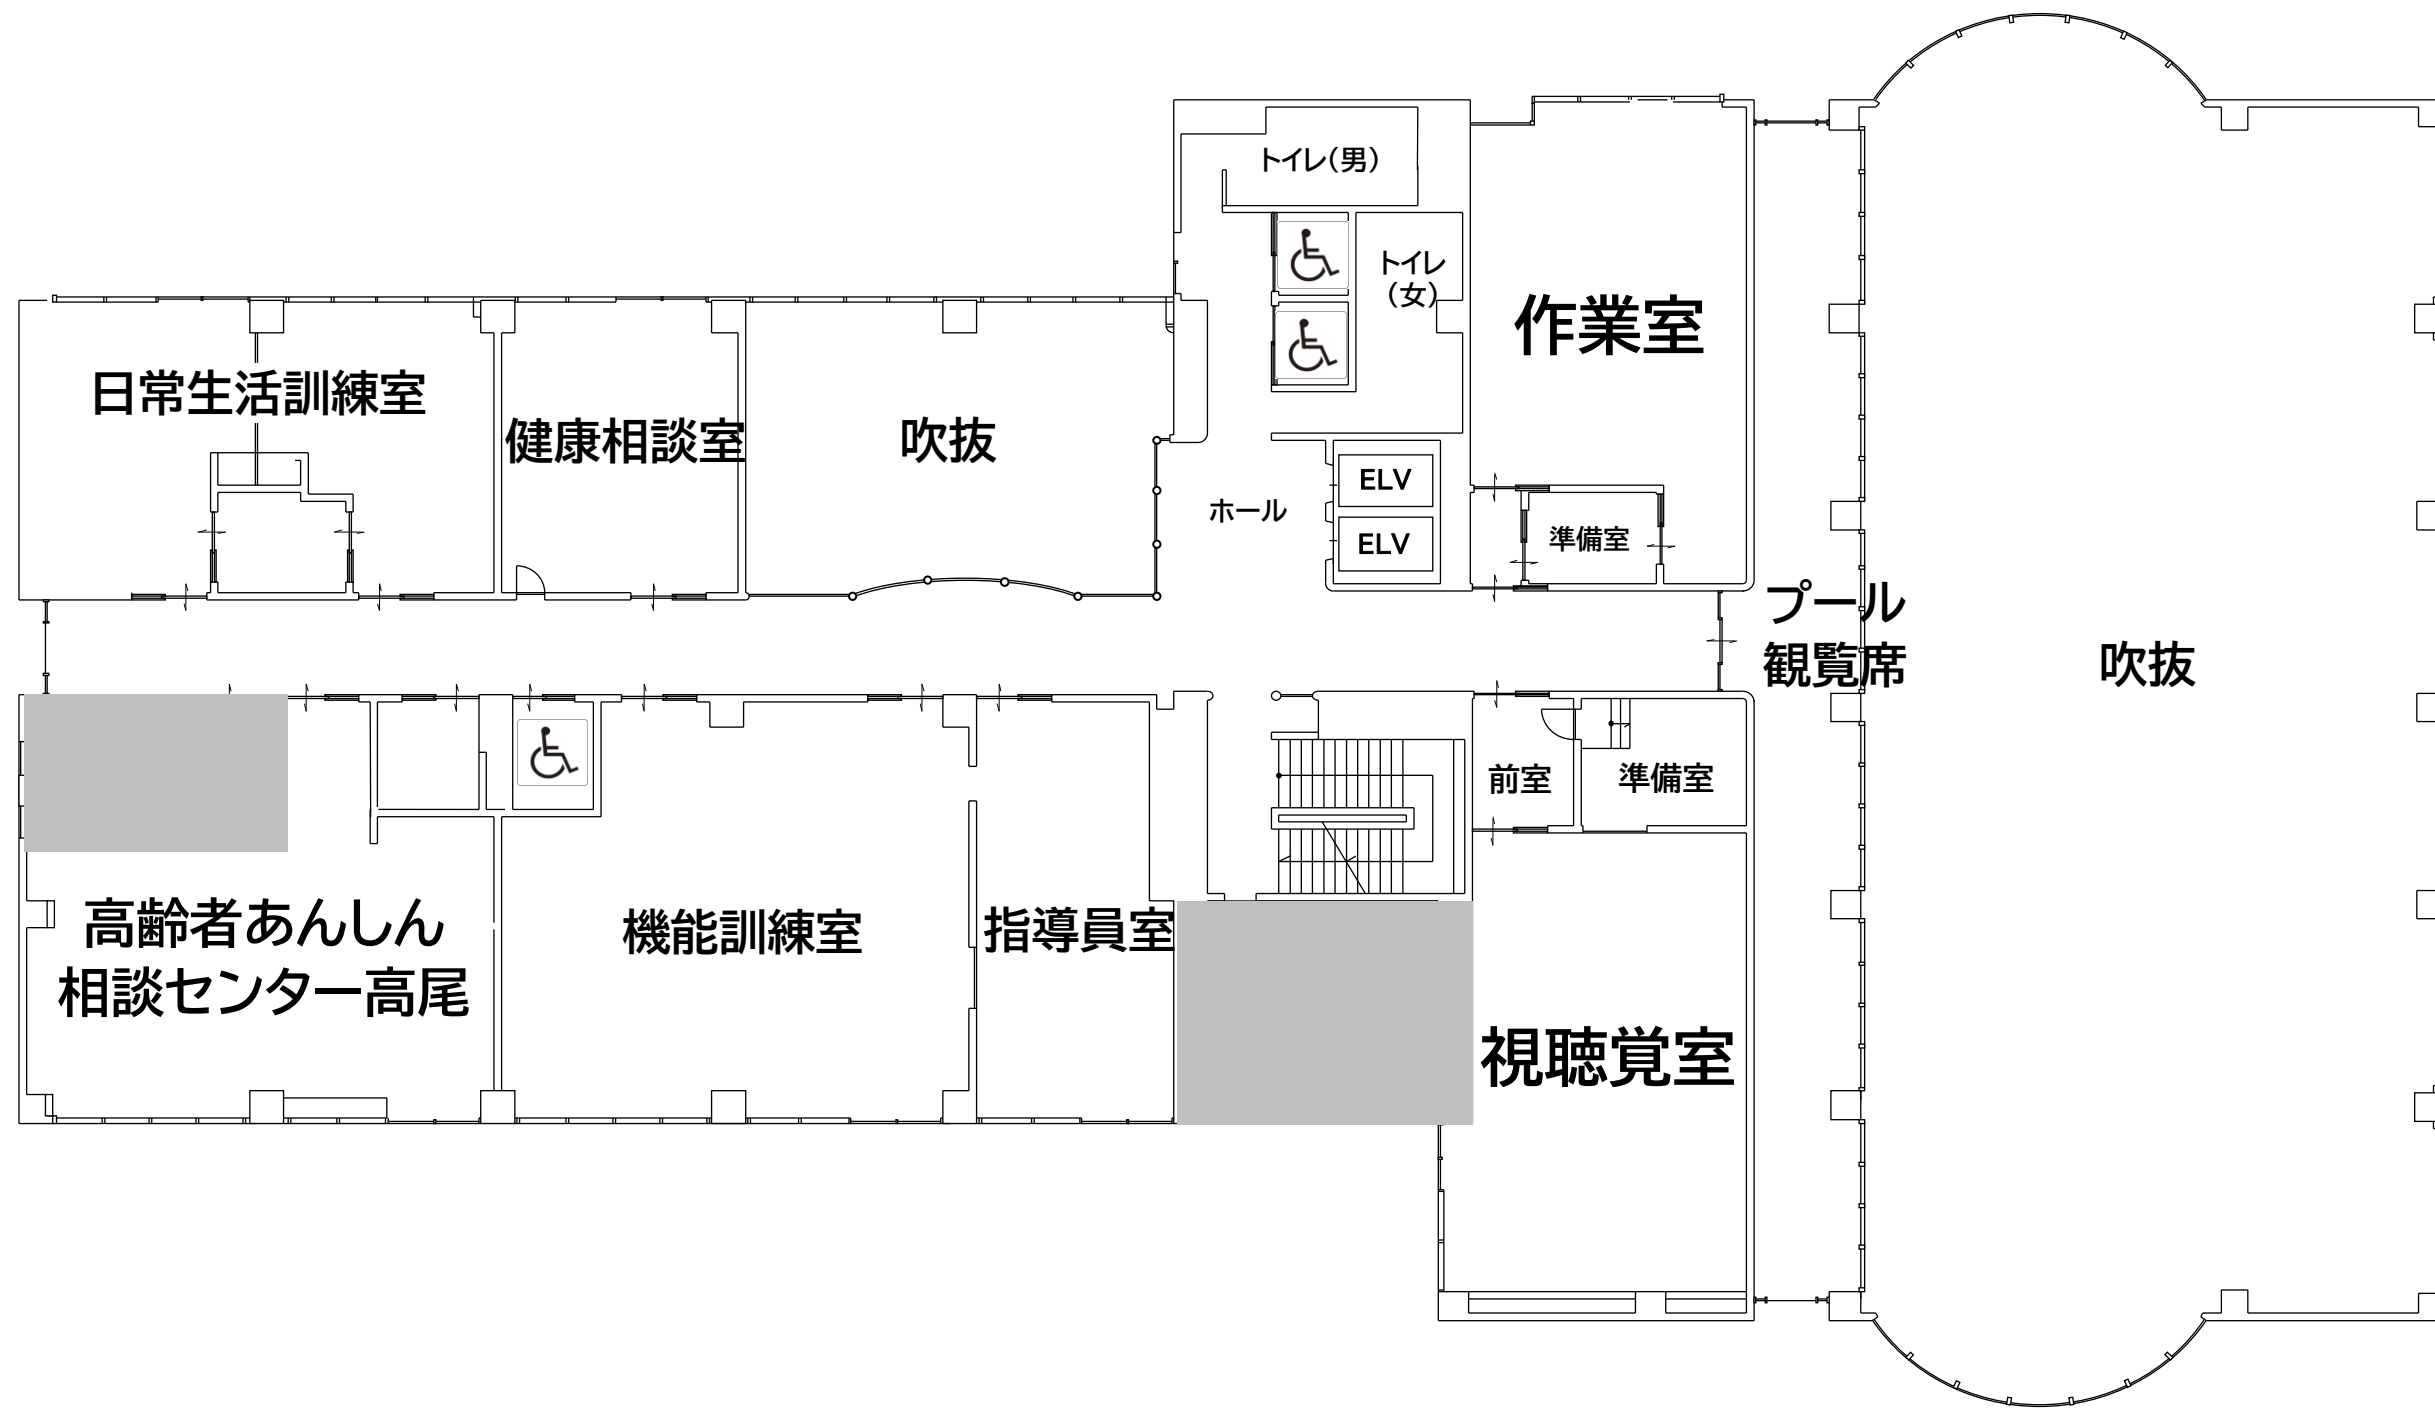 トイレ（男）
トイレ
（女）
作業室
日常生活訓練室
健康相談室
吹抜
ELV
ホール
ELV
準備室
プール
観覧席
吹抜
前室
準備室
高齢者あんしん
相談センター高尾
機能訓練室
指導員室
視聴覚室